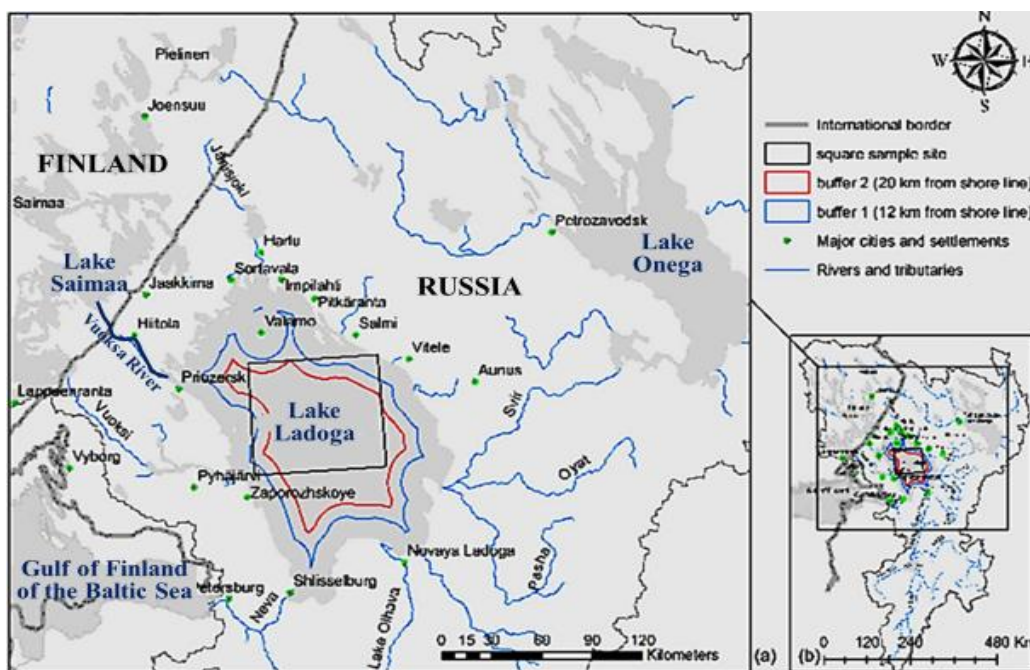 Pielinen
Joensuu
FINLAND
Jänisjoki
Saimaa
Petrozavodsk
Lake
Onega
Harlu
Lake
Saimaa
Sortavala
Impilahti
Jaakkima
Pitkäranta
RUSSIA
Hiitola
Valamo
Salmi
Vuoksa River
Vitele
Priozersk
Aunus
Lappeenranta
Svir
Vuoksi
Lake
Ladoga
Vyborg
Oyat
Pyhäjärvi
Zaporozhskoye
Gulf of Finland
of the Baltic Sea
Novaya Ladoga
Pasha
Petersburg
Neva
Shlisselburg
Lake Olhava
0 15 30 60 90 120
Kilometers
(a)
N
W
S
International border
square sample site
buffer 2 (20 km from shore line)
buffer 1 (12 km from shore line)
Major cities and settlements
Rivers and tributaries
(b)
0 120 240 480 Km